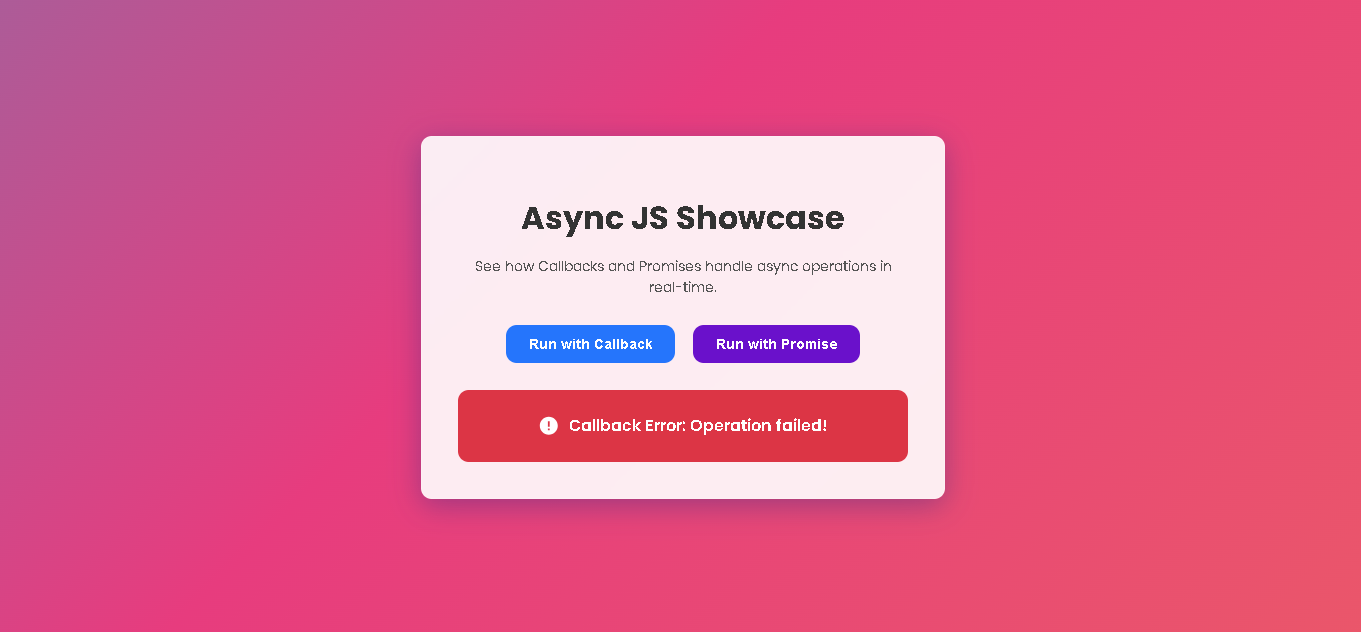 Async JS Showcase
See how Callbacks and Promises handle async operations in
real-time.
Run with Callback
Run with Promise
Callback Error: Operation failed!